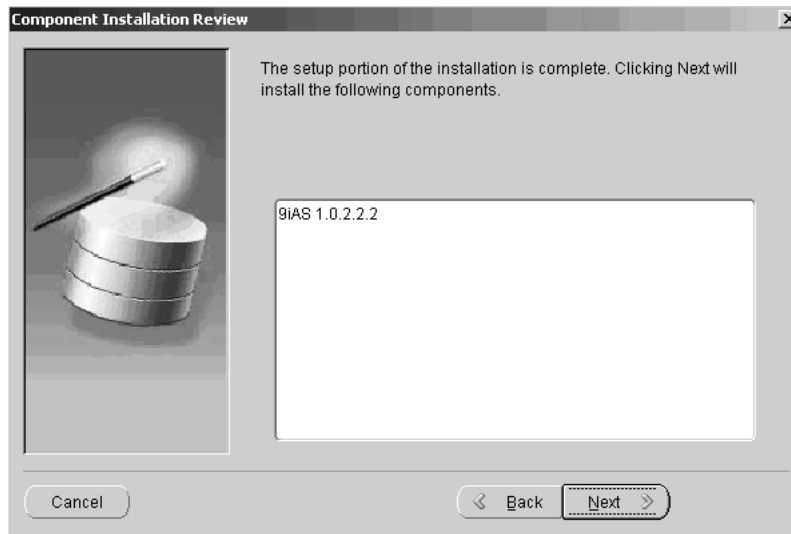 Component Installation Review
The setup portion of the installation is complete. Clicking Next will
install the following components.
9iAS 1.0.2.2.2
Cancel
Back
Next